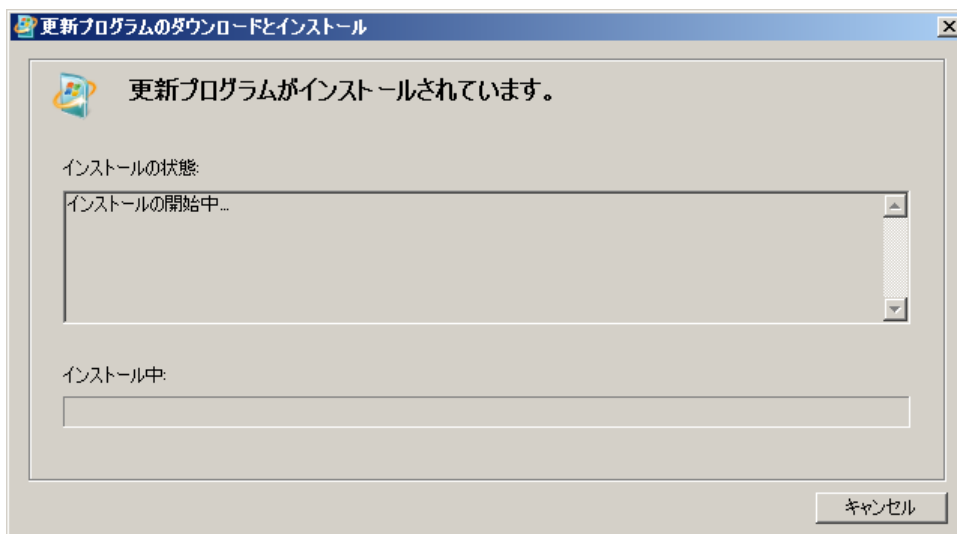 更新プログラムのダウンロードとインストール
更新プログラムがインストールされています。
インストールの状態:
インストールの開始中...
インストール中:
キャンセル